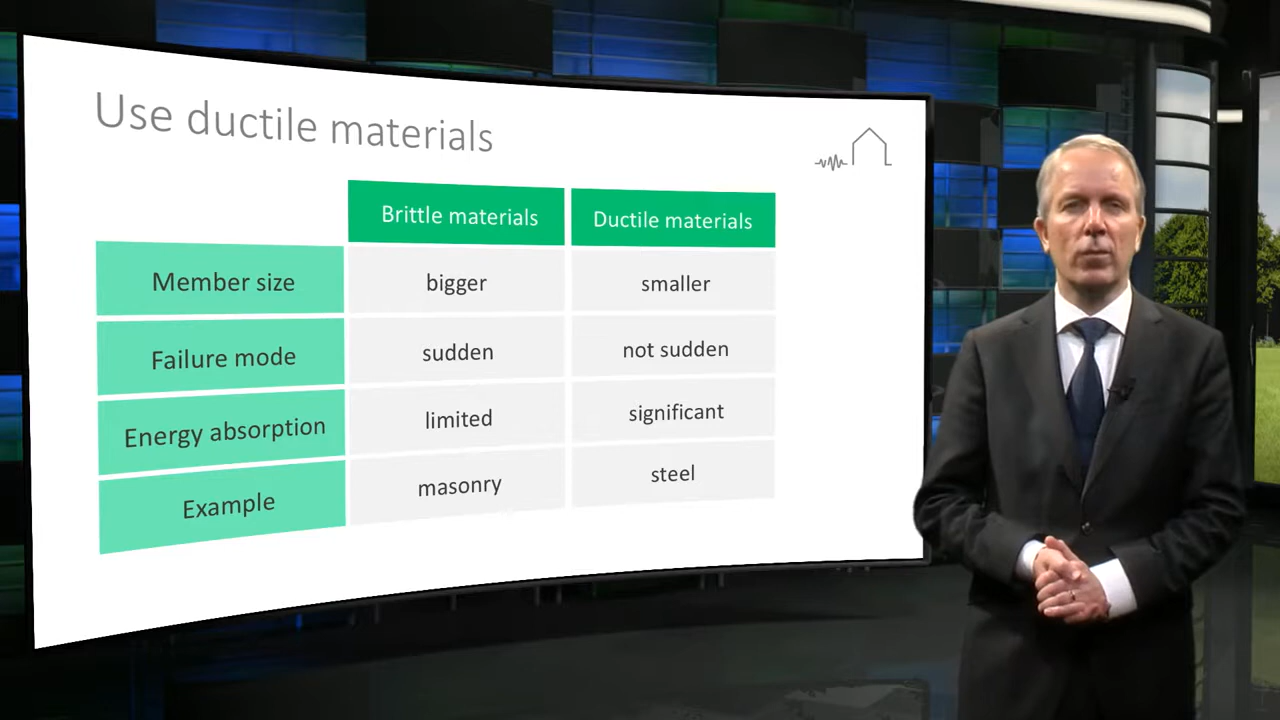 Use ductile materials
Brittle materials Ductile materials
Member size bigger smaller
Failure mode sudden not sudden
Energy absorption limited significant
Example masonry steel